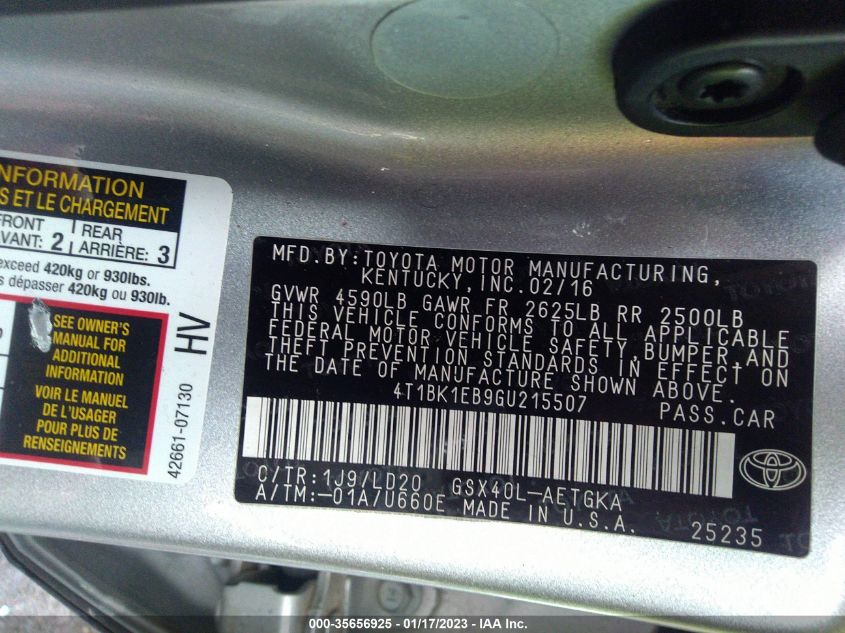 INFORMATION
S ET LE CHARGEMENT
FRONT
VANT: 2
REAR
ARRIÈRE: 3
exceed 420kg or 930lbs.
s dépasser 420kg ou 930lb.
SEE OWNER'S
MANUAL FOR
ADDITIONAL
INFORMATION
VOIR LE MANUEL
DE L'USAGER
POUR PLUS DE
RENSEIGNEMENTS
HV
42661-07130
MFD.BY:TOYOTA MOTOR MANUFACTURING,
KENTUCKY,INC.02/16
GVWR 4590LB GAWR FR 2625LB RR 2500LB
THIS VEHICLE CONFORMS TO ALL APPLICABLE
FEDERAL MOTOR VEHICLE SAFETY,BUMPER,AND
THEFT PREVENTION STANDARDS IN EFFECT ON
THE DATE OF MANUFACTURE SHOWN ABOVE.
4T1BK1EB9GU215507 PASS.CAR
C/TR:1J9/LD20 GSX40L-AETGKA
A/TM:-01A/U660E MADE IN U.S.A. 25235
000-35656925 - 01/17/2023 - IAA Inc.